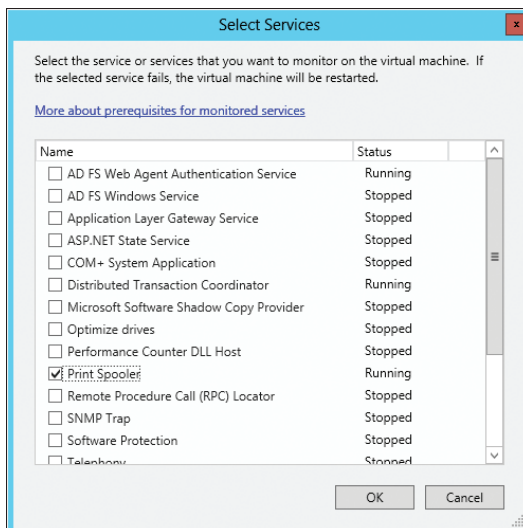 Select Services
x
Select the service or services that you want to monitor on the virtual machine. If
the selected service fails, the virtual machine will be restarted.
More about prerequisites for monitored services
Name Status
AD FS Web Agent Authentication Service Running
AD FS Windows Service Stopped
Application Layer Gateway Service Stopped
ASP.NET State Service Stopped
COM+ System Application Stopped
Distributed Transaction Coordinator Running
Microsoft Software Shadow Copy Provider Stopped
Optimize drives Stopped
Performance Counter DLL Host Stopped
Print Spooler Running
Remote Procedure Call (RPC) Locator Stopped
SNMP Trap Stopped
Software Protection Stopped
Telephony Stopped
OK Cancel